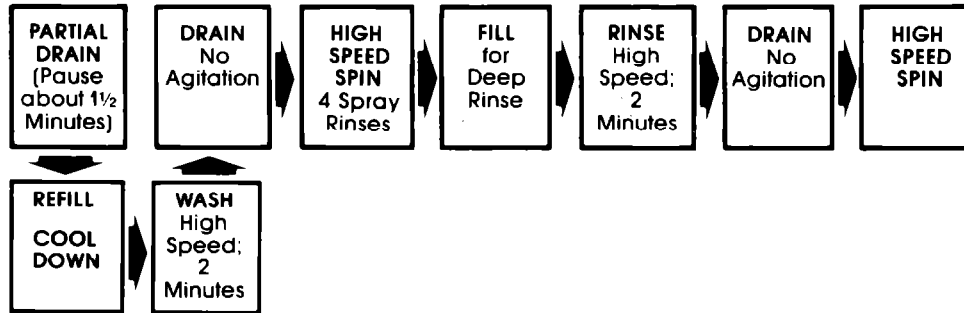 PARTIAL
DRAIN
(Pause
about 1½
Minutes)
REFILL
COOL
DOWN
WASH
High
Speed;
2
Minutes
DRAIN
No
Agitation
HIGH
SPEED
SPIN
4 Spray
Rinses
FILL
for
Deep
Rinse
RINSE
High
Speed;
2
Minutes
DRAIN
No
Agitation
HIGH
SPEED
SPIN